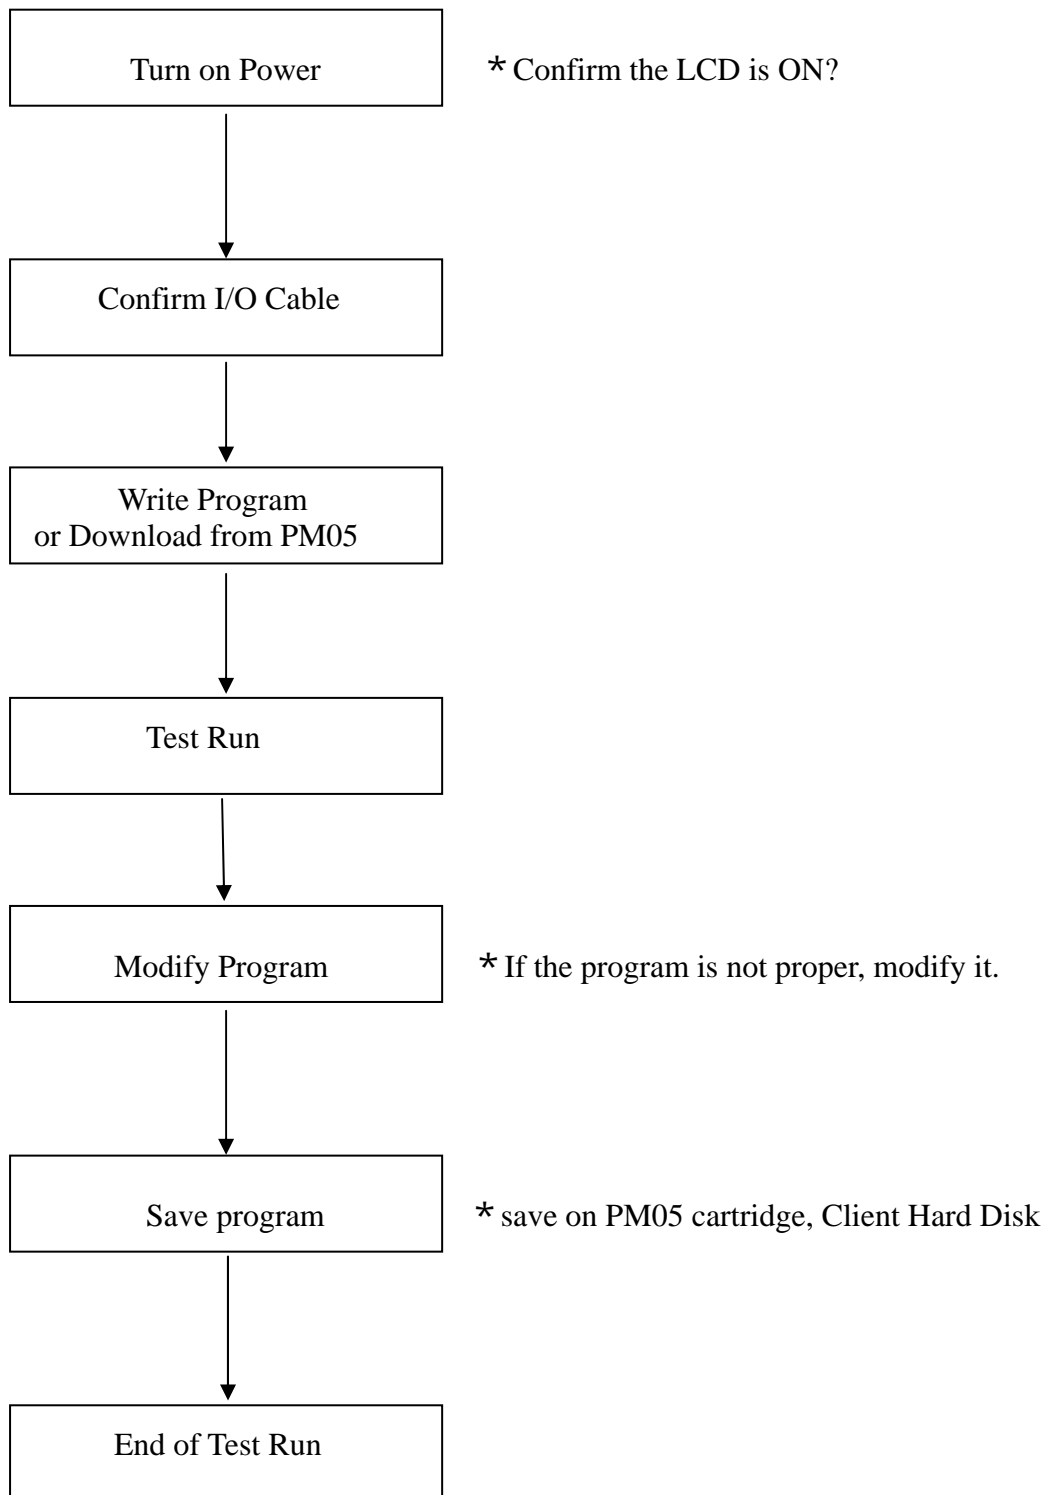 Turn on Power
* Confirm the LCD is ON?
Confirm I/O Cable
Write Program
or Download from PM05
Test Run
Modify Program
* If the program is not proper, modify it.
Save program
* save on PM05 cartridge, Client Hard Disk
End of Test Run